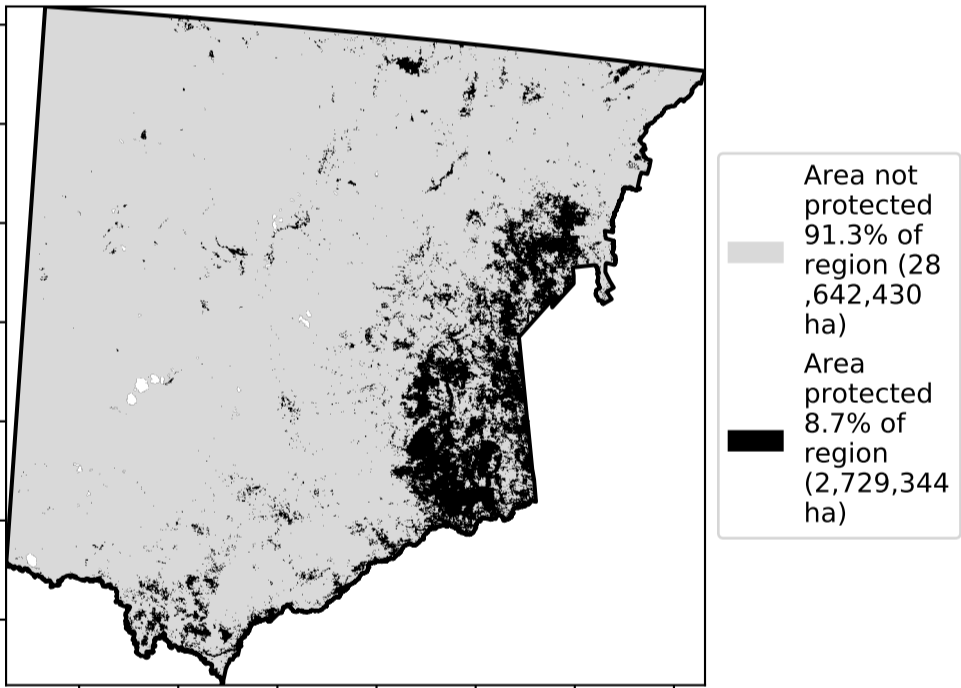 Area not
protected
91.3% of
region (28
,642,430
ha)
Area
protected
8.7% of
region
(2,729,344
ha)